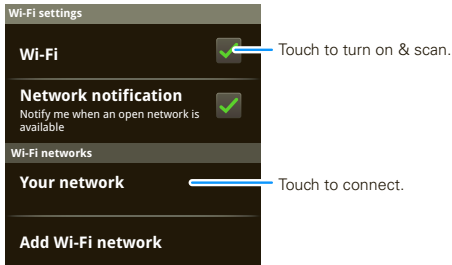 Wi-Fi settings
Wi-Fi
Touch to turn on & scan.
Network notification
Notify me when an open network is
available
Wi-Fi networks
Your network
Touch to connect.
Add Wi-Fi network